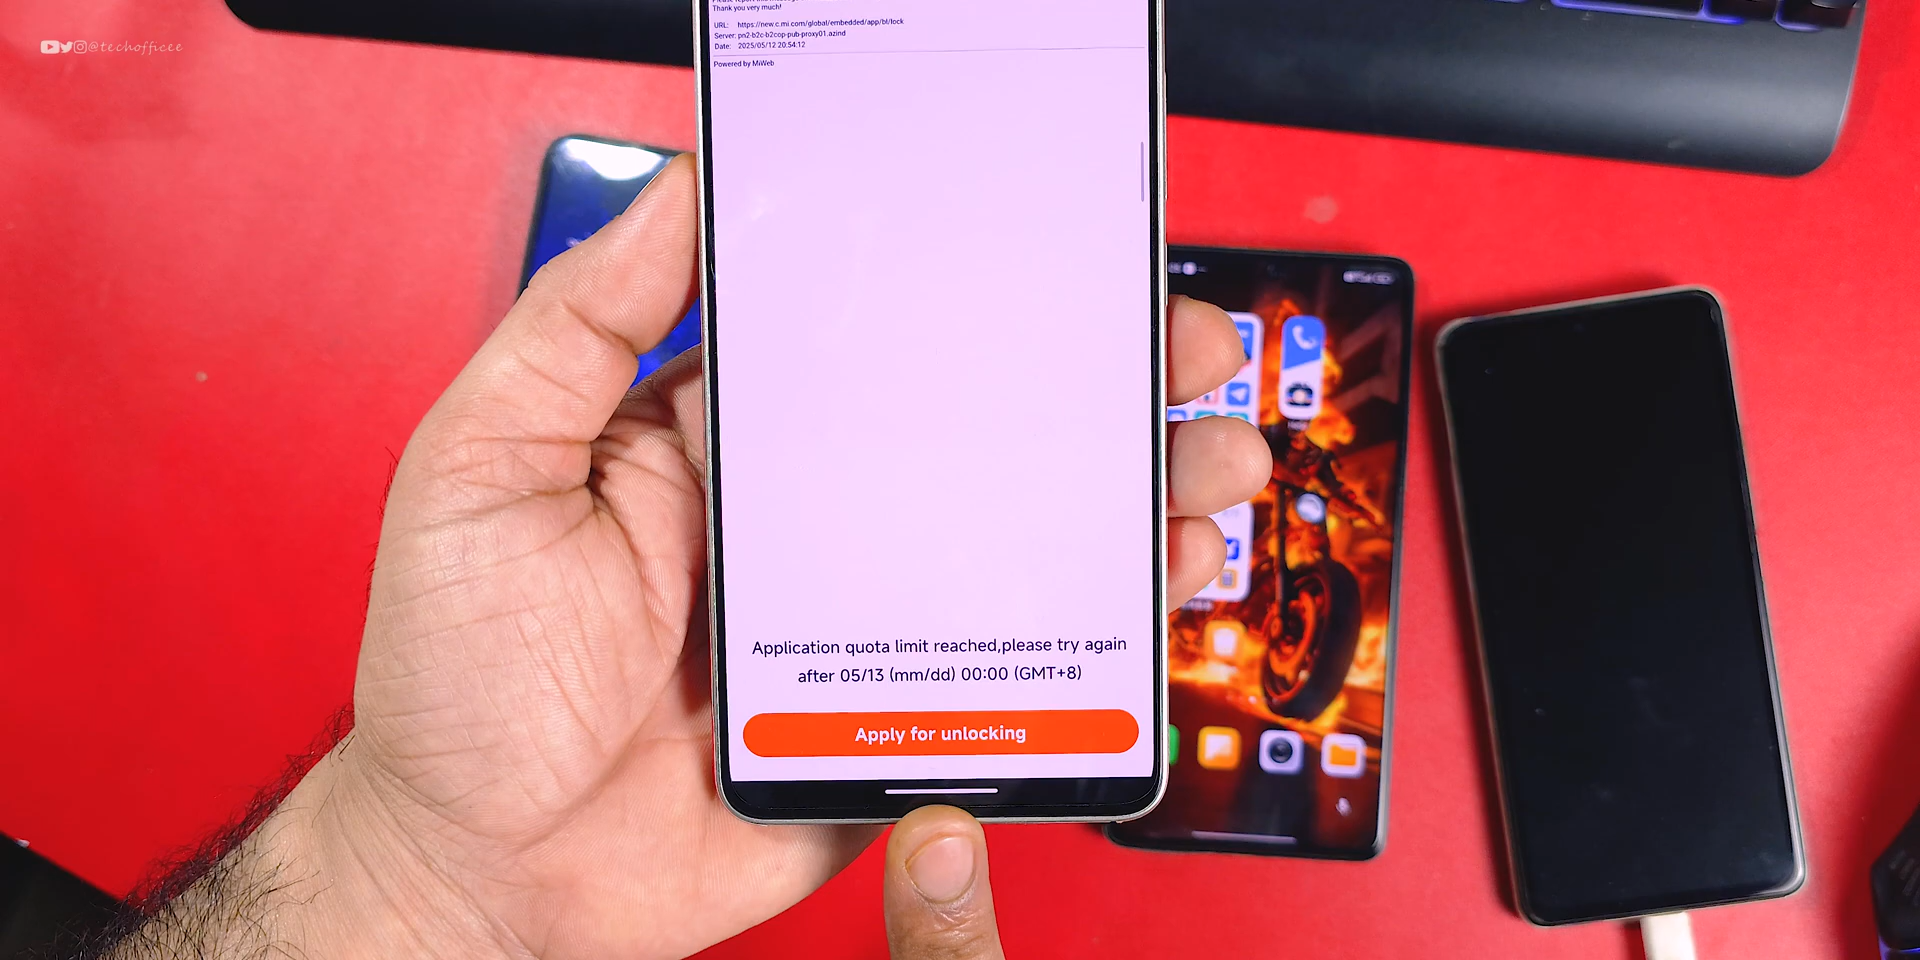 @techofficee
Thank you very much!
URL: https://new.c.mi.com/global/embedded/app/bl/lock
Server: pn2-b2c-b2cop-pub-proxy01.azind
Date: 2025/05/12 20:54:12
Powered by MiWeb
Application quota limit reached,please try again
after 05/13 (mm/dd) 00:00 (GMT+8)
Apply for unlocking